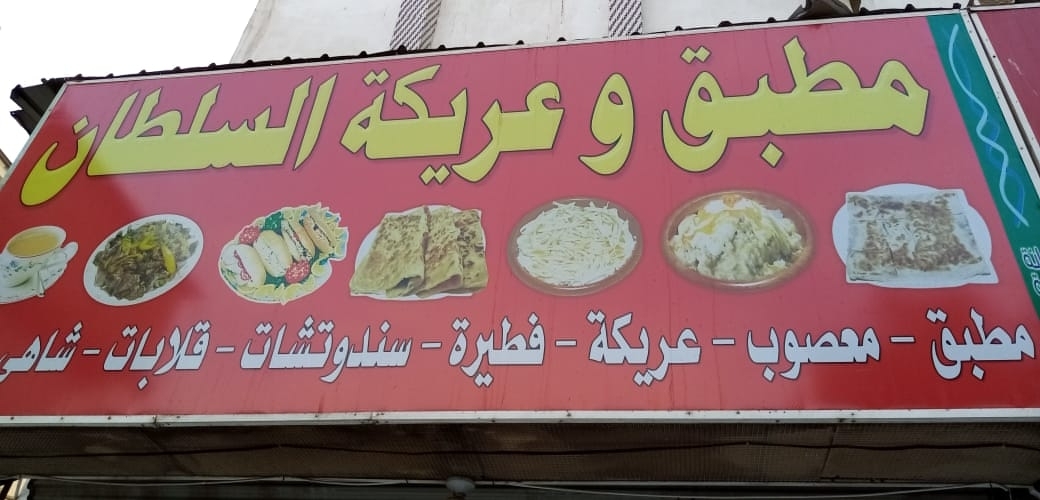 مطبق و عريكة السلطان
مطبق - معصوب - عريكة - فطيرة - سندوتشات - قلابات - شاهي